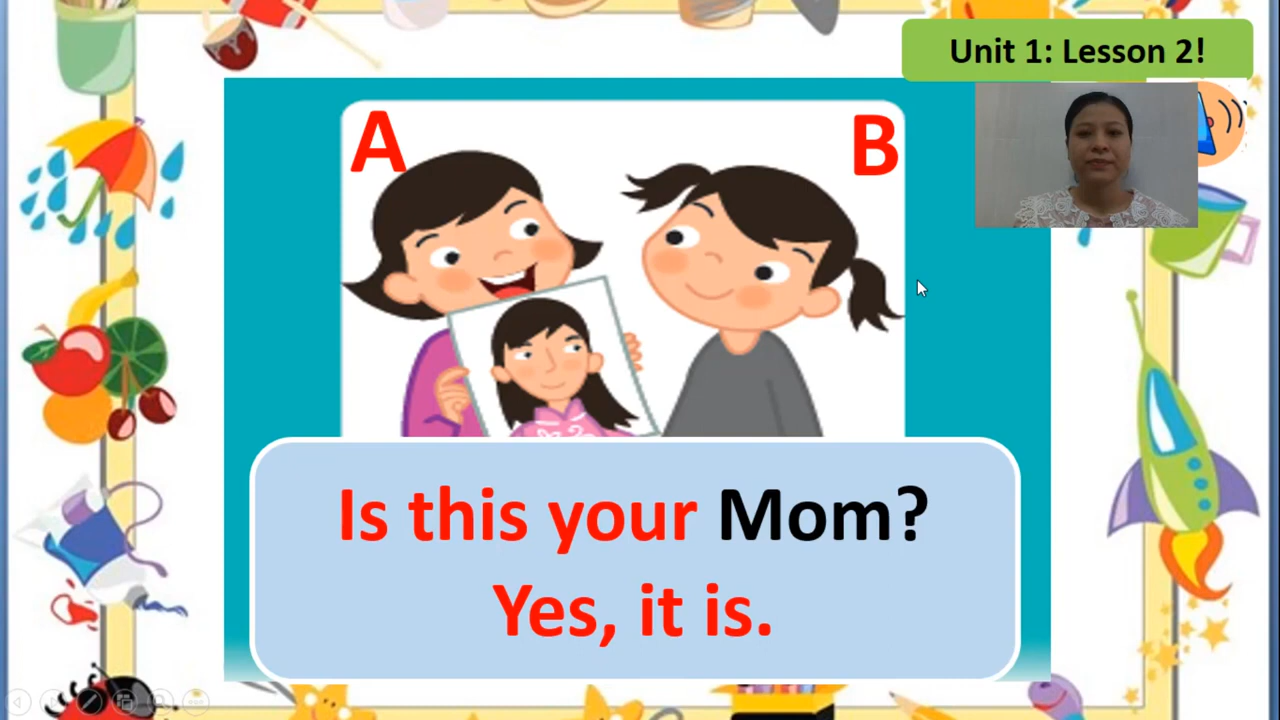 Unit 1: Lesson 2!
A
B
Is this your Mom?
Yes, it is.